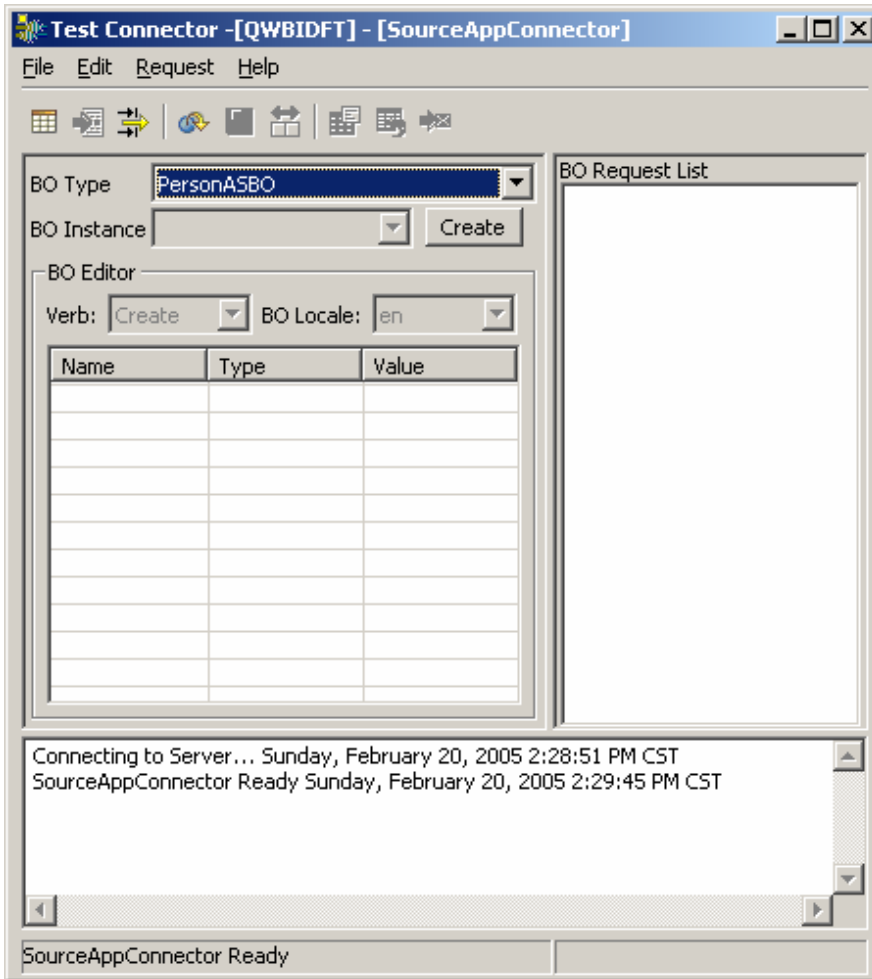 Test Connector -[QWBIDFT] - [SourceAppConnector]
File Edit Request Help
BO Type PersonASBO
BO Instance Create
BO Editor
Verb: Create BO Locale: en
Name Type Value
BO Request List
Connecting to Server... Sunday, February 20, 2005 2:28:51 PM CST
SourceAppConnector Ready Sunday, February 20, 2005 2:29:45 PM CST
SourceAppConnector Ready